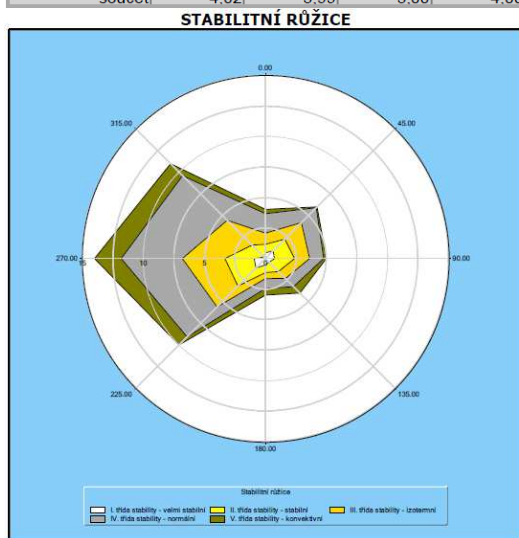 STABILITNÍ RŮŽICE
0.00
315.00 45.00
270.00 15 10 5 0 90.00
225.00 135.00
180.00
Stabilitní růžice
I. třída stability - velmi stabilní II. třída stability - stabilní III. třída stability - izotermní
IV. třída stability - normální V. třída stability - konvektivní